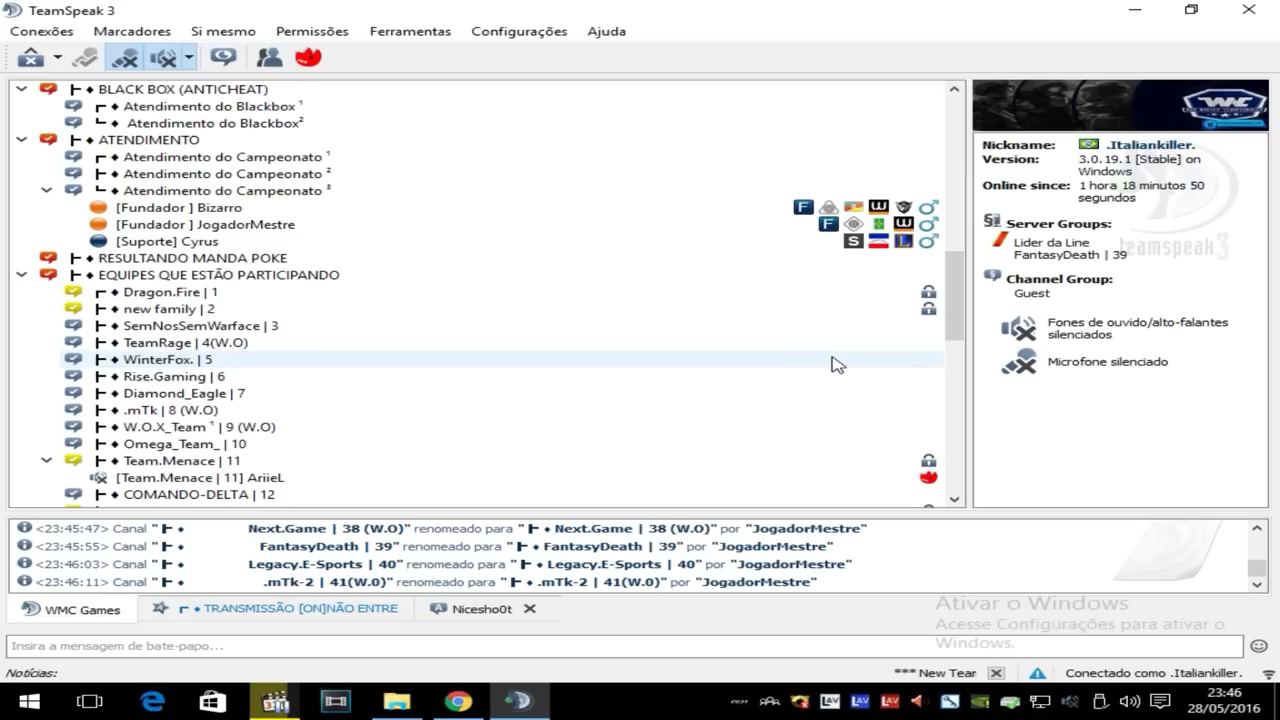 TeamSpeak 3
Conexões Marcadores Si mesmo Permissões Ferramentas Configurações Ajuda
BLACK BOX (ANTICHEAT)
Atendimento do Blackbox ¹
Atendimento do Blackbox²
ATENDIMENTO
Atendimento do Campeonato ¹
Atendimento do Campeonato ²
Atendimento do Campeonato ³
[Fundador ] Bizarro
[Fundador ] JogadorMestre
[Suporte] Cyrus
RESULTANDO MANDA POKE
EQUIPES QUE ESTÃO PARTICIPANDO
Dragon.Fire | 1
new family | 2
SemNosSemWarface | 3
TeamRage | 4(W.O)
WinterFox. | 5
Rise.Gaming | 6
Diamond_Eagle | 7
.mTk | 8 (W.O)
W.O.X_Team ¹ | 9 (W.O)
Omega_Team_ | 10
Team.Menace | 11
[Team.Menace | 11] AriieL
COMANDO-DELTA | 12
Nickname: .Italiankiller.
Version: 3.0.19.1 [Stable] on
Windows
Online since: 1 hora 18 minutos 50
segundos
Server Groups:
Lider da Line
FantasyDeath | 39
Channel Group:
Guest
Fones de ouvido/alto-falantes
silenciados
Microfone silenciado
teamspeak3
<23:45:47> Canal "┣ ♦ Next.Game | 38 (W.O)" renomeado para "┣ ♦ Next.Game | 38 (W.O)" por "JogadorMestre"
<23:45:55> Canal "┣ ♦ FantasyDeath | 39" renomeado para "┣ ♦ FantasyDeath | 39" por "JogadorMestre"
<23:46:03> Canal "┣ ♦ Legacy.E-Sports | 40" renomeado para "┣ ♦ Legacy.E-Sports | 40" por "JogadorMestre"
<23:46:11> Canal "┣ ♦ .mTk-2 | 41(W.0)" renomeado para "┣ ♦ .mTk-2 | 41(W.0)" por "JogadorMestre"
WMC Games ┏ ♦ TRANSMISSÃO [ON]NÃO ENTRE Nicesho0t
Ativar o Windows
Acesse Configurações para ativar o
Windows.
Insira a mensagem de bate-papo...
Notícias: *** New Tear Conectado como .Italiankiller.
23:46
28/05/2016